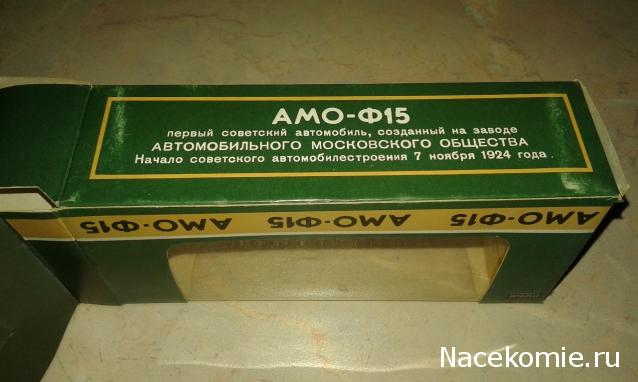 АМО-Ф15
первый советский автомобиль, созданный на заводе
АВТОМОБИЛЬНОГО МОСКОВСКОГО ОБЩЕСТВА
Начало советского автомобилестроения 7 ноября 1924 года.
АМО-Ф15 АМО-Ф15 АМО-Ф15
Nacekomie.ru